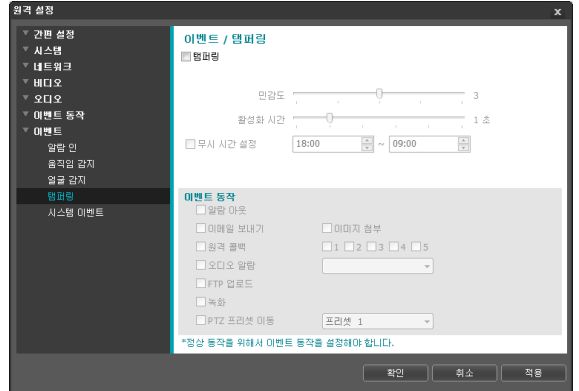 원격 설정 x
간편 설정
시스템
네트워크
비디오
오디오
이벤트 동작
이벤트
알람 인
움직임 감지
얼굴 감지
탬퍼링
시스템 이벤트
이벤트 / 탬퍼링
탬퍼링
민감도 3
활성화 시간 1 초
무시 시간 설정 18:00 ~ 09:00
이벤트 동작
알람 아웃
이메일 보내기 이미지 첨부
원격 콜백 1 2 3 4 5
오디오 알람
FTP 업로드
녹화
PTZ 프리셋 이동 프리셋 1
*정상 동작을 위해서 이벤트 동작을 설정해야 합니다.
확인 취소 적용